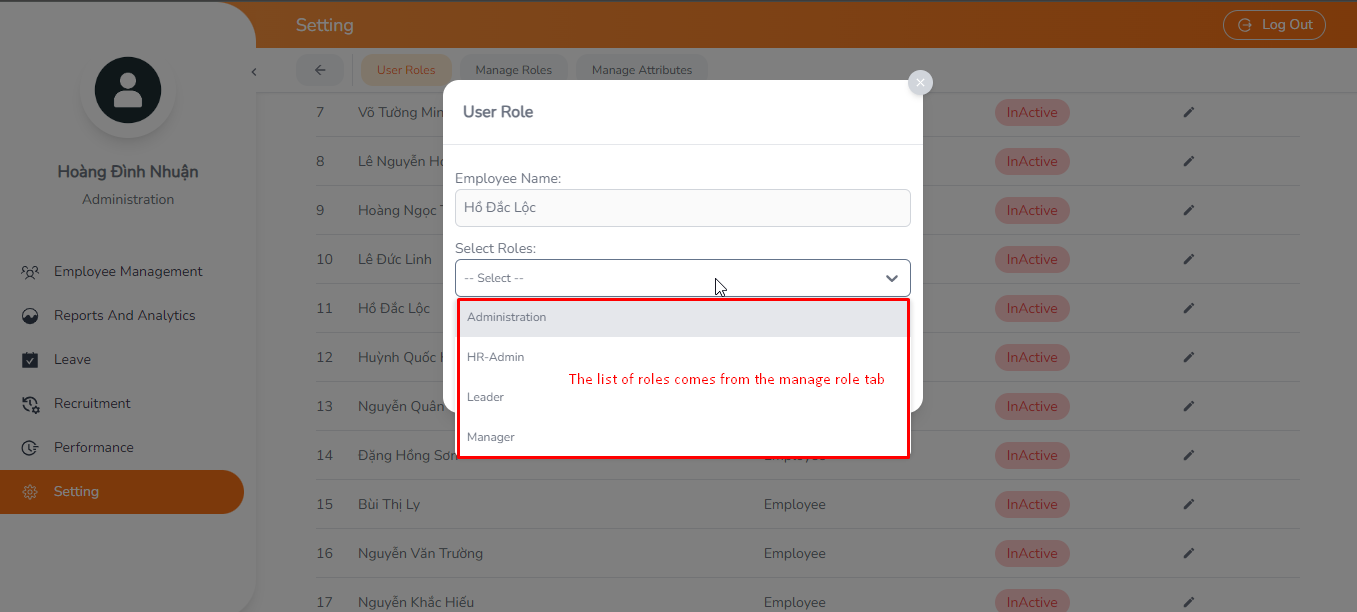 Setting
Log Out
User Roles
Manage Roles
Manage Attributes
Hoàng Đình Nhuận
Administration
Employee Management
Reports And Analytics
Leave
Recruitment
Performance
Setting
User Role
Employee Name:
Hồ Đắc Lộc
Select Roles:
-- Select --
Administration
HR-Admin
The list of roles comes from the manage role tab
Leader
Manager
7 Võ Tường InActive
8 Lê Nguyễn InActive
9 Hoàng Ngọc InActive
10 Lê Đức Linh InActive
11 Hồ Đắc Lộc InActive
12 Huỳnh Quốc InActive
13 Nguyễn Quân InActive
14 Đặng Hồng Sơn Employee InActive
15 Bùi Thị Ly Employee InActive
16 Nguyễn Văn Trường Employee InActive
17 Nguyễn Khắc Hiếu Employee InActive